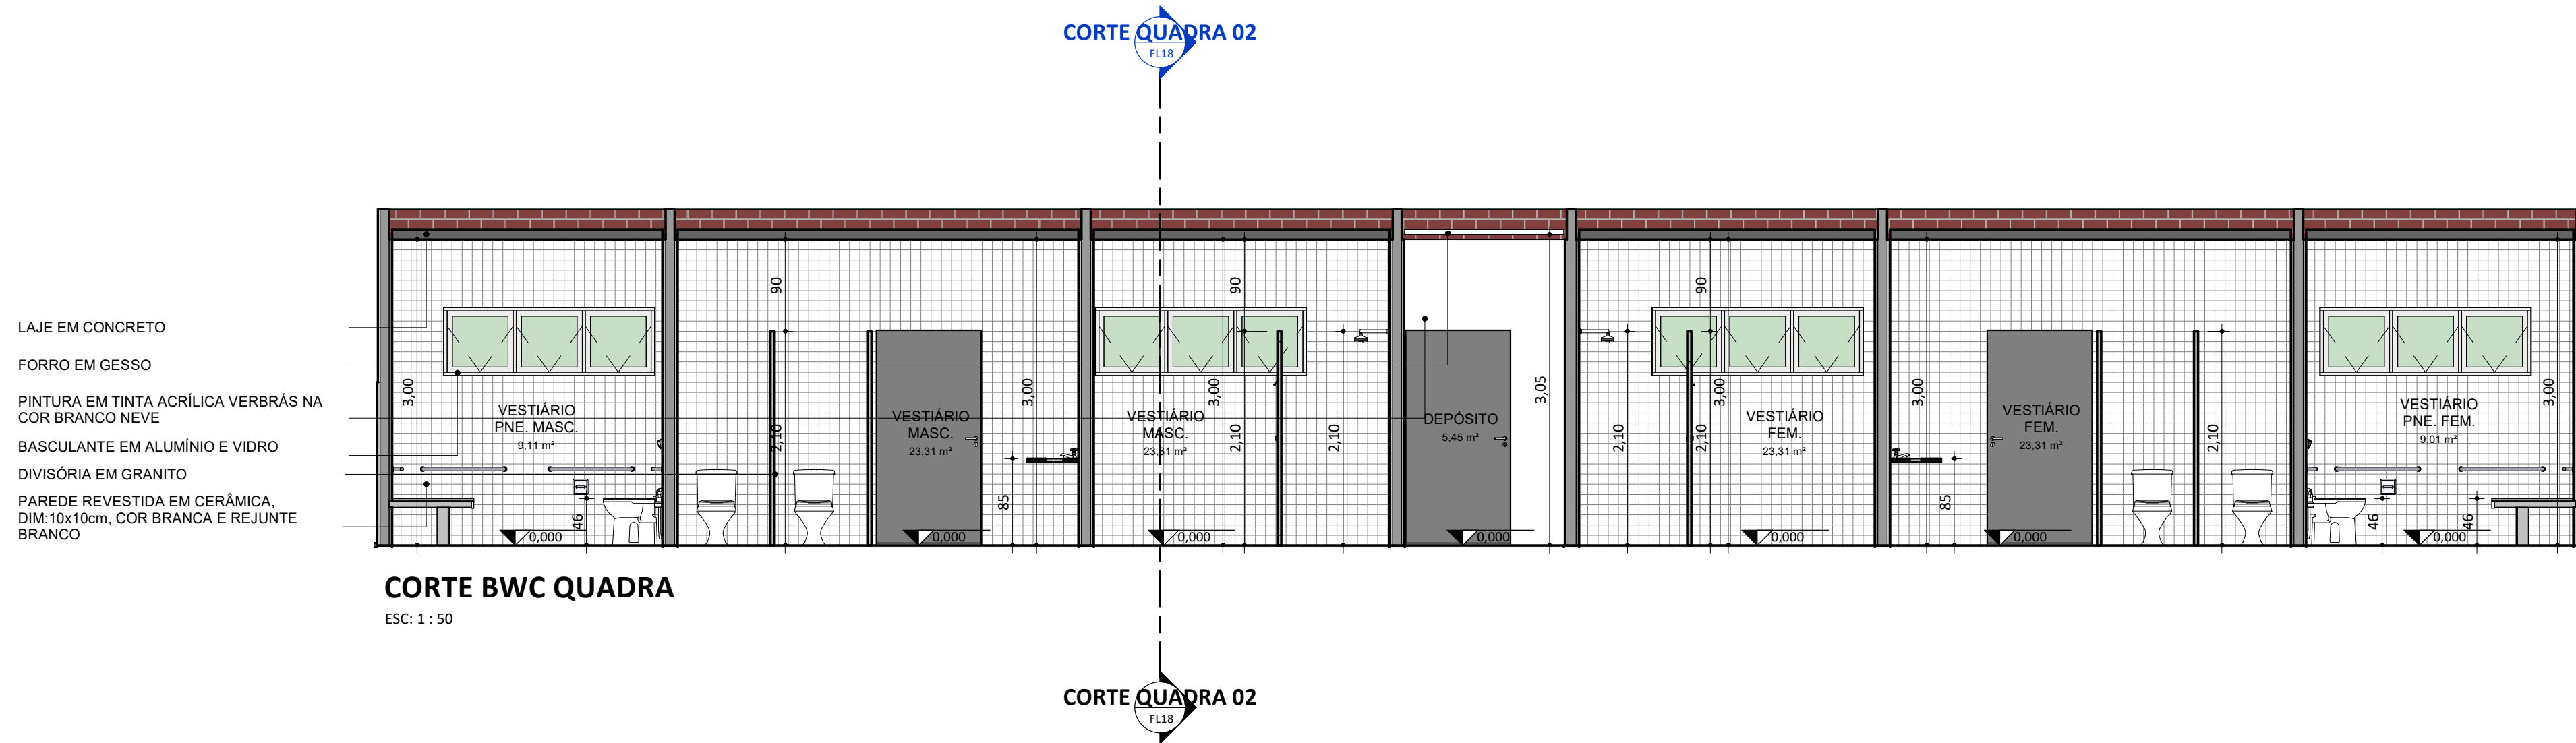 CORTE QUADRA 02
FL18
LAJE EM CONCRETO
FORRO EM GESSO
PINTURA EM TINTA ACRÍLICA VERBRÁS NA
COR BRANCO NEVE
BASCULANTE EM ALUMÍNIO E VIDRO
DIVISÓRIA EM GRANITO
PAREDE REVESTIDA EM CERÂMICA,
DIM:10x10cm, COR BRANCA E REJUNTE
BRANCO
3,00
VESTIÁRIO
PNE. MASC.
9,11 m²
46
0,000
90
2,10
VESTIÁRIO
MASC.
23,31 m²
0,000
3,00
85
VESTIÁRIO
MASC.
23,31 m²
0,000
3,00
90
2,10
2,10
DEPÓSITO
5,45 m²
0,000
3,05
2,10
90
2,10
3,00
VESTIÁRIO
FEM.
23,31 m²
0,000
3,00
85
VESTIÁRIO
FEM.
23,31 m²
0,000
2,10
46
VESTIÁRIO
PNE. FEM.
9,01 m²
0,000
46
3,00
CORTE BWC QUADRA
ESC: 1 : 50
CORTE QUADRA 02
FL18